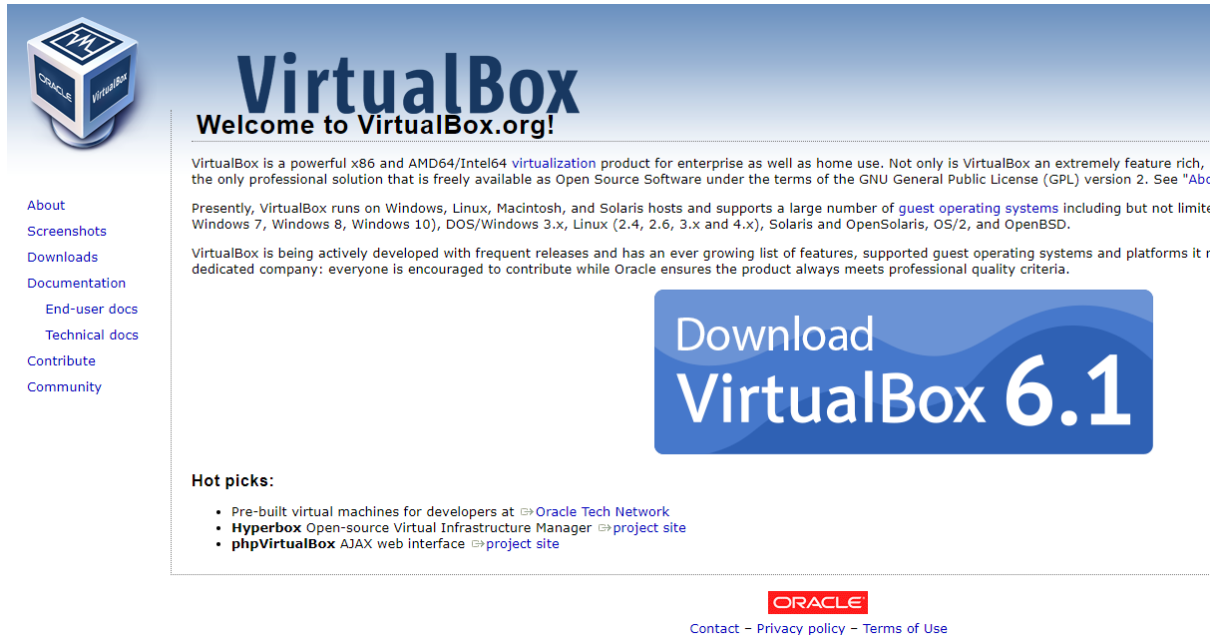 ORACLE
VirtualBox
VirtualBox
Welcome to VirtualBox.org!
VirtualBox is a powerful x86 and AMD64/Intel64 virtualization product for enterprise as well as home use. Not only is VirtualBox an extremely feature rich,
the only professional solution that is freely available as Open Source Software under the terms of the GNU General Public License (GPL) version 2. See "Abo
Presently, VirtualBox runs on Windows, Linux, Macintosh, and Solaris hosts and supports a large number of guest operating systems including but not limite
Windows 7, Windows 8, Windows 10), DOS/Windows 3.x, Linux (2.4, 2.6, 3.x and 4.x), Solaris and OpenSolaris, OS/2, and OpenBSD.
VirtualBox is being actively developed with frequent releases and has an ever growing list of features, supported guest operating systems and platforms it r
dedicated company: everyone is encouraged to contribute while Oracle ensures the product always meets professional quality criteria.
About
Screenshots
Downloads
Documentation
End-user docs
Technical docs
Contribute
Community
Download
VirtualBox 6.1
Hot picks:
• Pre-built virtual machines for developers at Oracle Tech Network
• Hyperbox Open-source Virtual Infrastructure Manager project site
• phpVirtualBox AJAX web interface project site
ORACLE
Contact – Privacy policy – Terms of Use